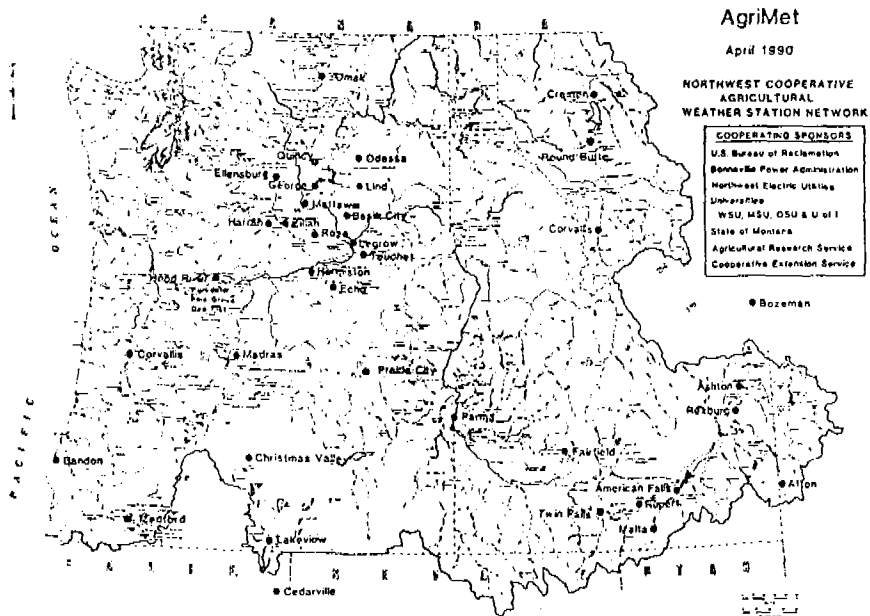 AgriMet
April 1990
NORTHWEST COOPERATIVE
AGRICULTURAL
WEATHER STATION NETWORK
COOPERATING SPONSORS
U.S. Bureau of Reclamation
Bonneville Power Administration
Northwest Electric Utilities
Universities
WSU, MSU, OSU & U of I
State of Montana
Agricultural Research Service
Cooperative Extension Service
Omak
Creston
Round Butte
Quincy
Odessa
Ellensburg
George
Lind
Mattawa
Basin City
Harrah
Zillah
Roza
Legrow
Touchet
Corvallis
Hood River
Hermiston
Echo
Bozeman
Corvallis
Madras
Prairie City
Ashton
Rexburg
Parma
Bandon
Christmas Valley
Fairfield
American Falls
Afton
Rupert
Twin Falls
Medford
Malta
Lakeview
Cedarville
PACIFIC
OCEAN